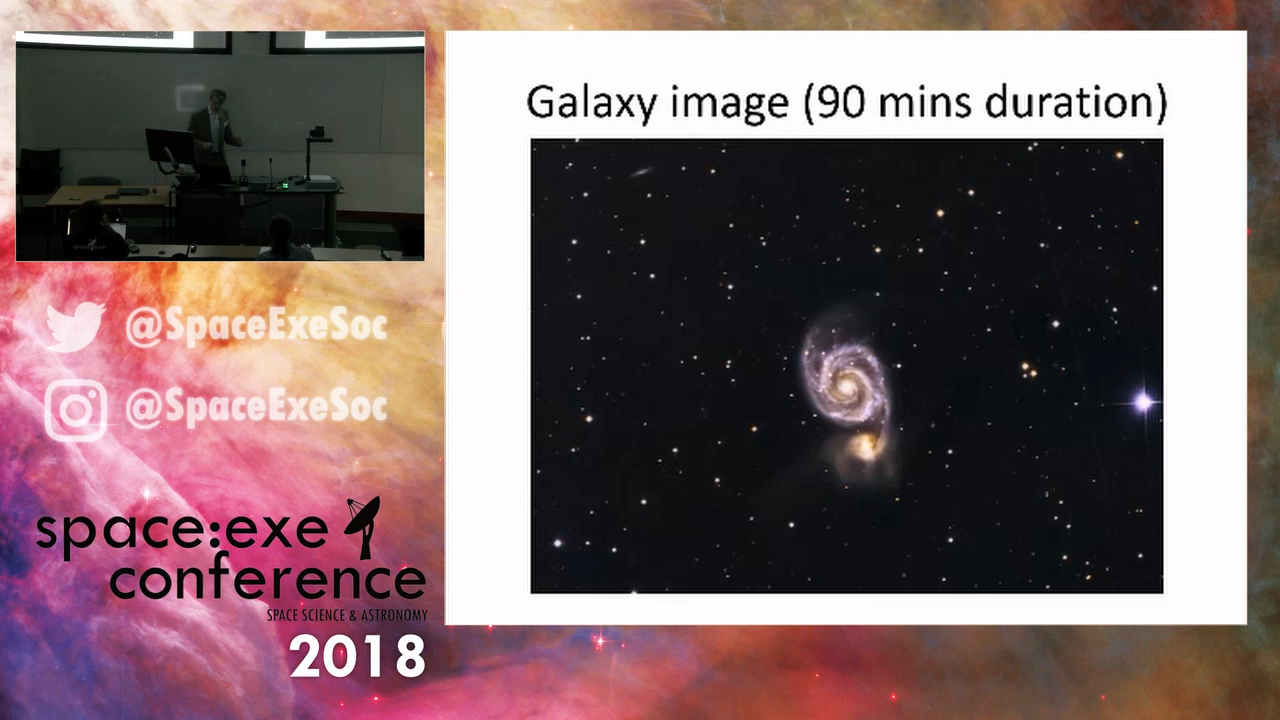 Galaxy image (90 mins duration)
@SpaceExeSoc
@SpaceExeSoc
space:exe
conference
SPACE SCIENCE & ASTRONOMY
2018